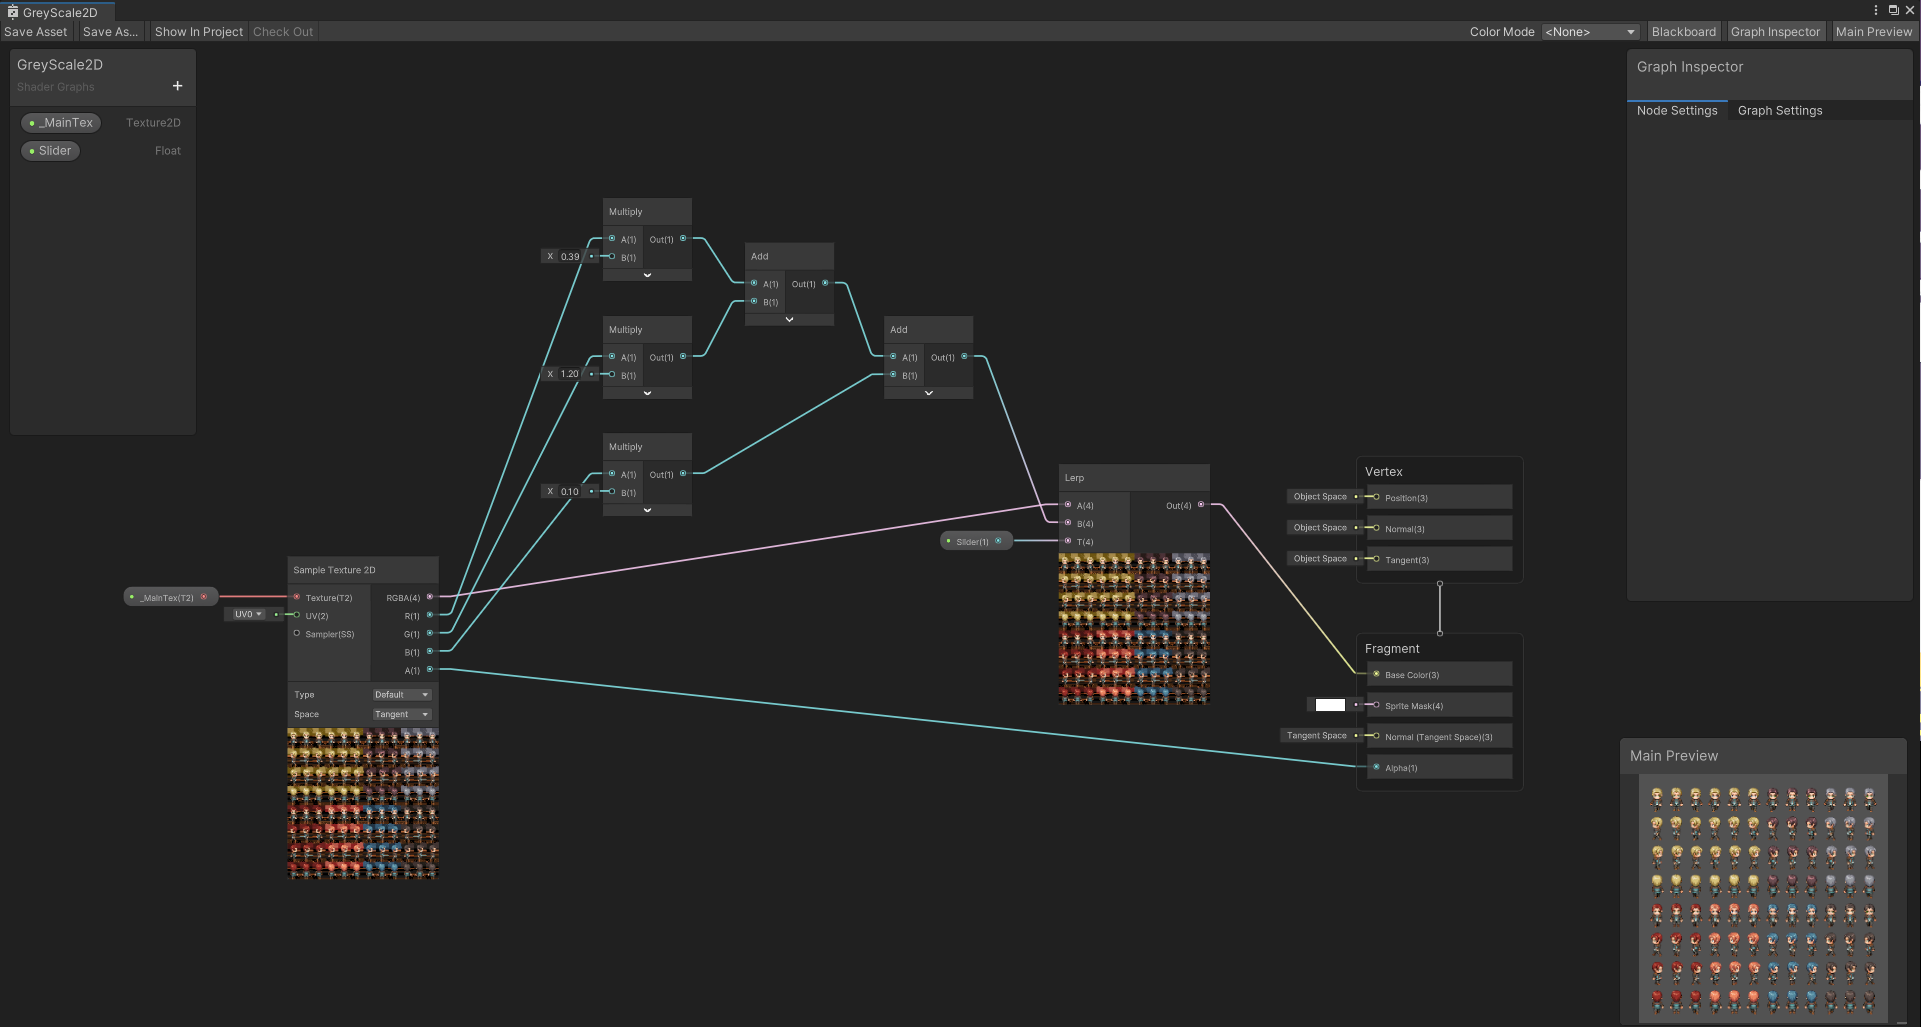 GreyScale2D
Save Asset
Save As...
Show In Project
Check Out
Color Mode
<None>
Blackboard
Graph Inspector
Main Preview
GreyScale2D
Shader Graphs
+
_MainTex
Texture2D
Slider
Float
Graph Inspector
Node Settings
Graph Settings
Multiply
A(1)
Out(1)
X 0.39
B(1)
Add
A(1)
Out(1)
B(1)
Multiply
A(1)
Out(1)
X 1.20
B(1)
Add
A(1)
Out(1)
B(1)
Multiply
A(1)
Out(1)
X 0.10
B(1)
Lerp
A(4)
Out(4)
B(4)
Slider(1)
T(4)
Vertex
Object Space
Position(3)
Object Space
Normal(3)
Object Space
Tangent(3)
Sample Texture 2D
_MainTex(T2)
Texture(T2)
RGBA(4)
UV0
UV(2)
R(1)
Sampler(SS)
G(1)
B(1)
A(1)
Type
Default
Space
Tangent
Fragment
Base Color(3)
Sprite Mask(4)
Tangent Space
Normal (Tangent Space)(3)
Alpha(1)
Main Preview